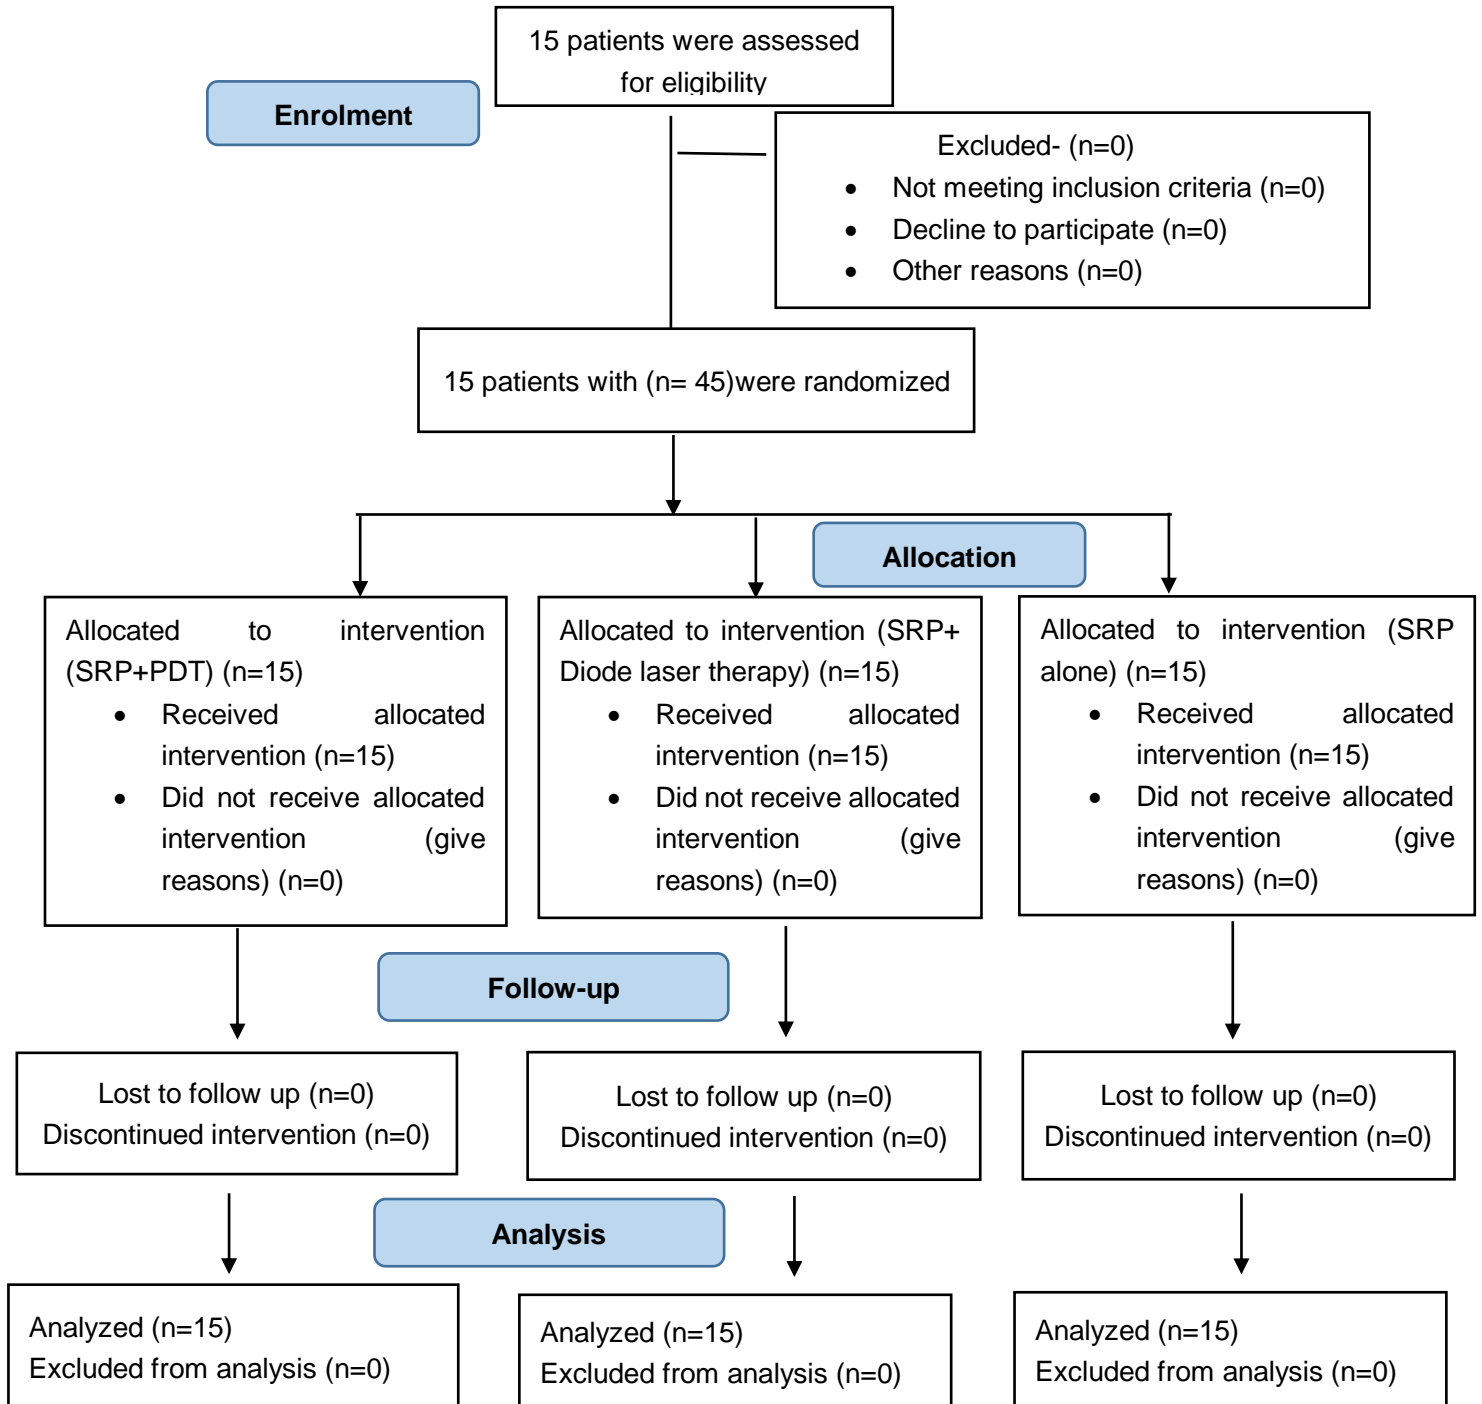 15 patients were assessed
for eligibility
Enrolment
Excluded- (n=0)
• Not meeting inclusion criteria (n=0)
• Decline to participate (n=0)
• Other reasons (n=0)
15 patients with (n= 45)were randomized
Allocation
Allocated to intervention
(SRP+PDT) (n=15)
• Received allocated
intervention (n=15)
• Did not receive allocated
intervention (give
reasons) (n=0)
Allocated to intervention (SRP+
Diode laser therapy) (n=15)
• Received allocated
intervention (n=15)
• Did not receive allocated
intervention (give
reasons) (n=0)
Allocated to intervention (SRP
alone) (n=15)
• Received allocated
intervention (n=15)
• Did not receive allocated
intervention (give
reasons) (n=0)
Follow-up
Lost to follow up (n=0)
Discontinued intervention (n=0)
Lost to follow up (n=0)
Discontinued intervention (n=0)
Lost to follow up (n=0)
Discontinued intervention (n=0)
Analysis
Analyzed (n=15)
Excluded from analysis (n=0)
Analyzed (n=15)
Excluded from analysis (n=0)
Analyzed (n=15)
Excluded from analysis (n=0)